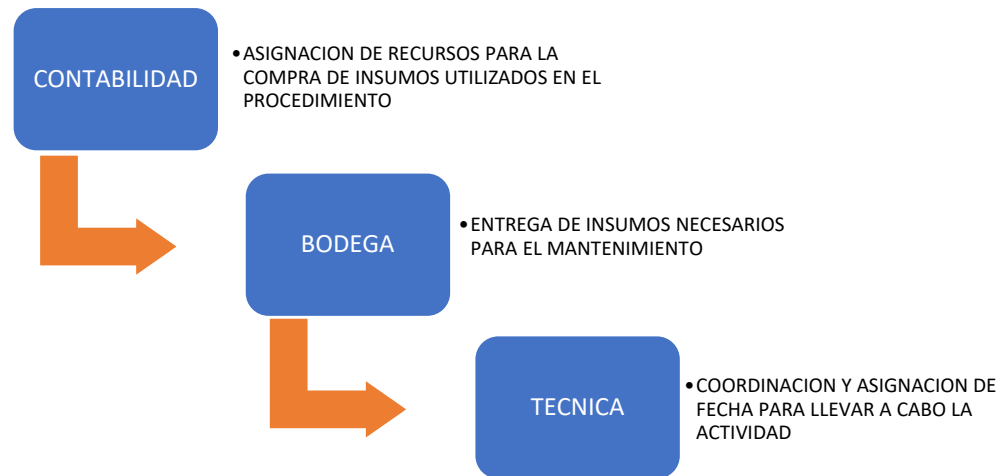 CONTABILIDAD
•ASIGNACION DE RECURSOS PARA LA
COMPRA DE INSUMOS UTILIZADOS EN EL
PROCEDIMIENTO
BODEGA
•ENTREGA DE INSUMOS NECESARIOS
PARA EL MANTENIMIENTO
TECNICA
•COORDINACION Y ASIGNACION DE
FECHA PARA LLEVAR A CABO LA
ACTIVIDAD